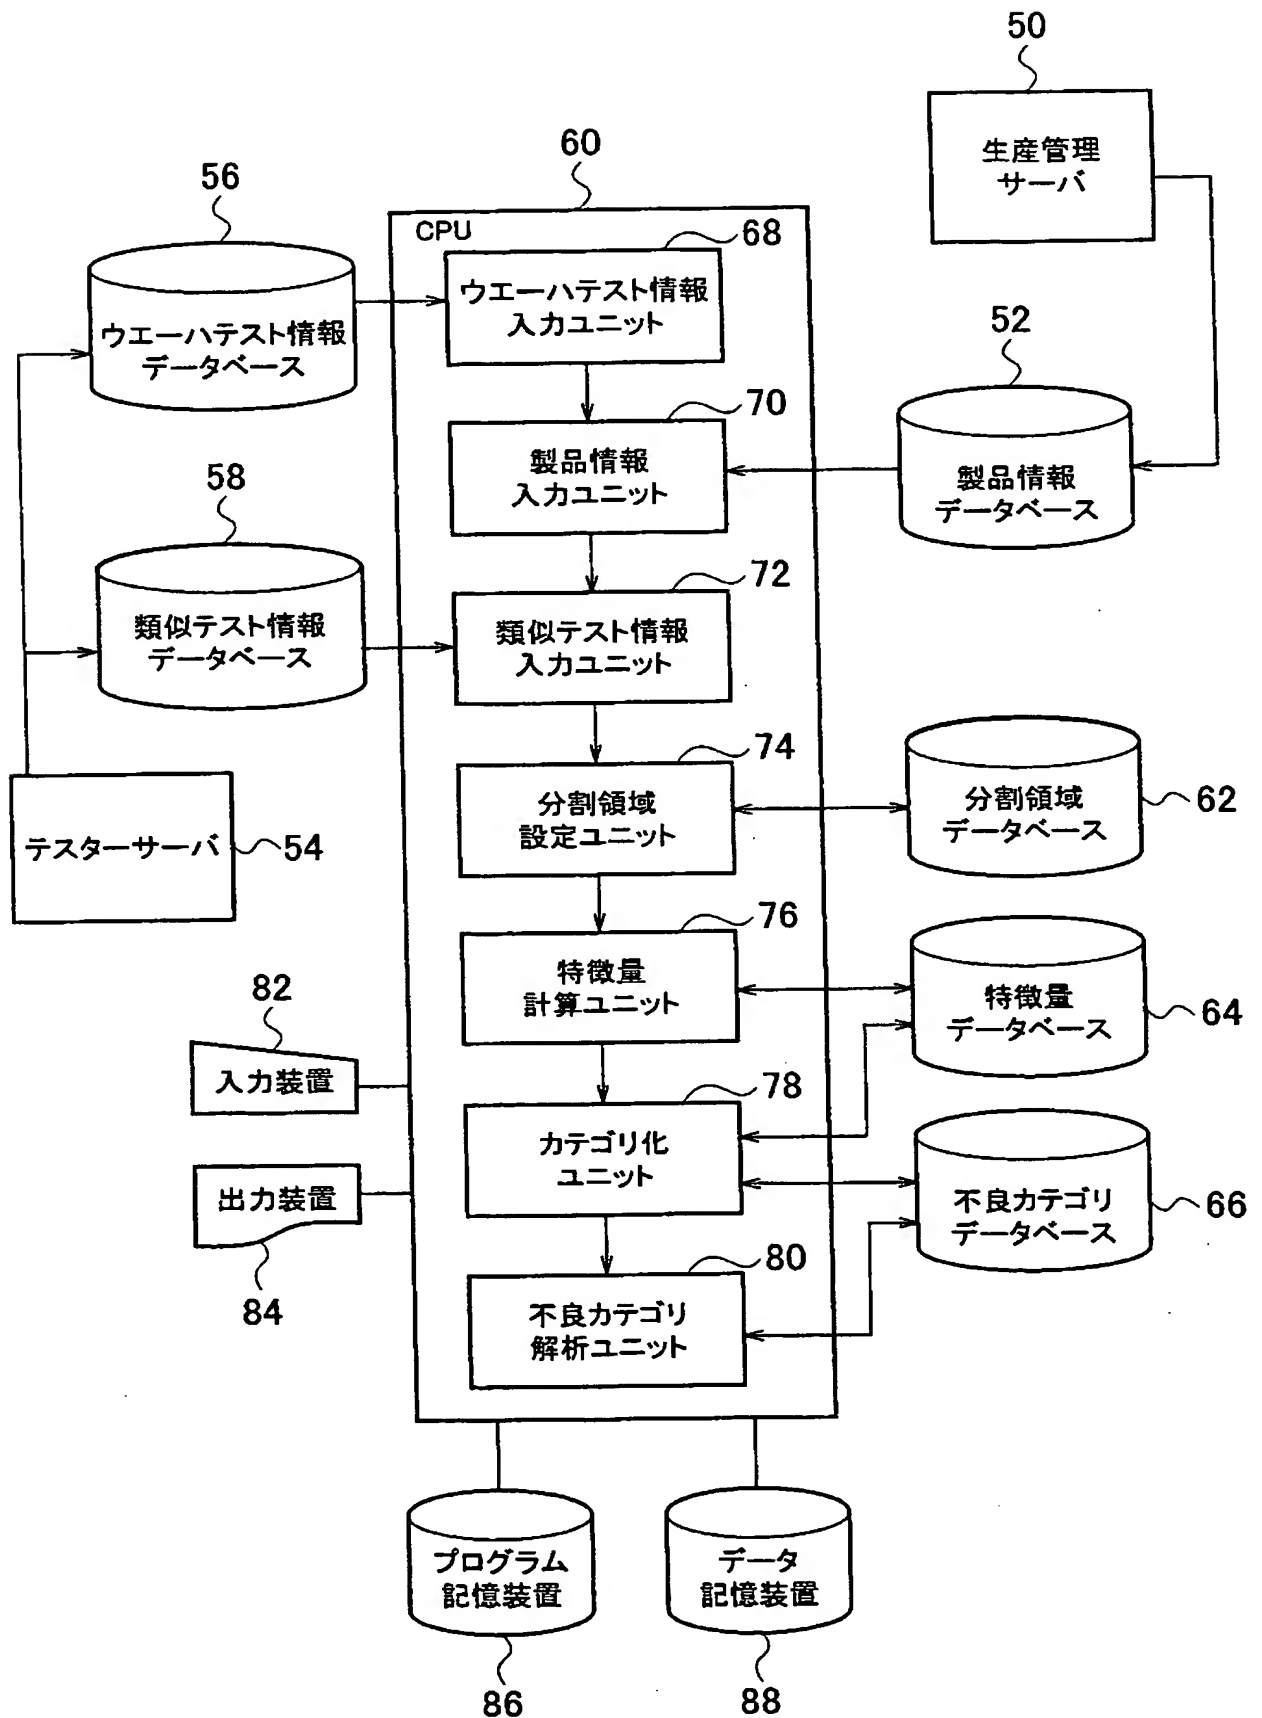 50
生産管理
サーバ
60
56
CPU
68
ウエーハテスト情報
入力ユニット
ウエーハテスト情報
データベース
52
70
製品情報
入力ユニット
製品情報
データベース
58
72
類似テスト情報
データベース
類似テスト情報
入力ユニット
74
分割領域
設定ユニット
分割領域
データベース
62
テスターサーバ
54
76
特徴量
計算ユニット
特徴量
データベース
64
82
入力装置
78
カテゴリ化
ユニット
出力装置
84
不良カテゴリ
データベース
66
80
不良カテゴリ
解析ユニット
プログラム
記憶装置
データ
記憶装置
86
88